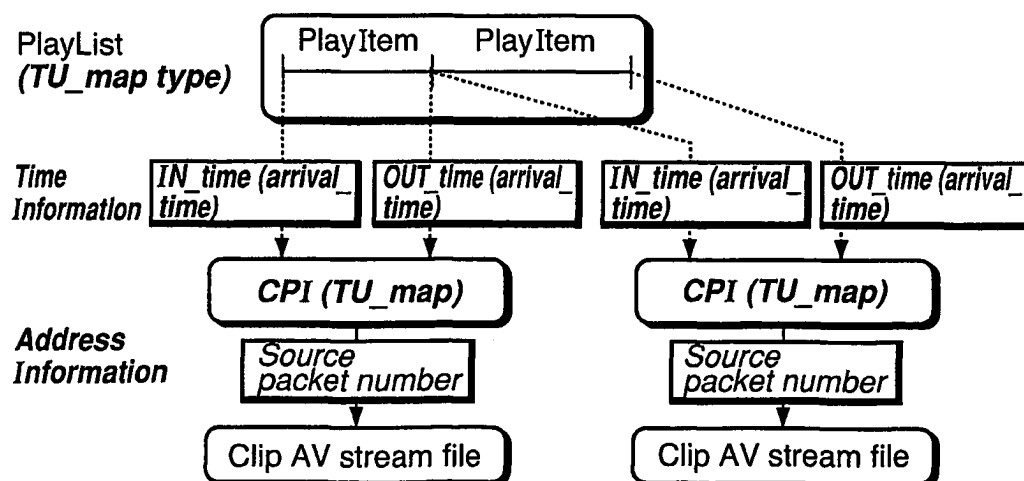 PlayItem PlayItem
PlayList
(TU_map type)
Time
Information
IN_time (arrival_
time)
OUT_time (arrival_
time)
IN_time (arrival_
time)
OUT_time (arrival_
time)
CPI (TU_map)
CPI (TU_map)
Address
Information
Source
packet number
Source
packet number
Clip AV stream file
Clip AV stream file